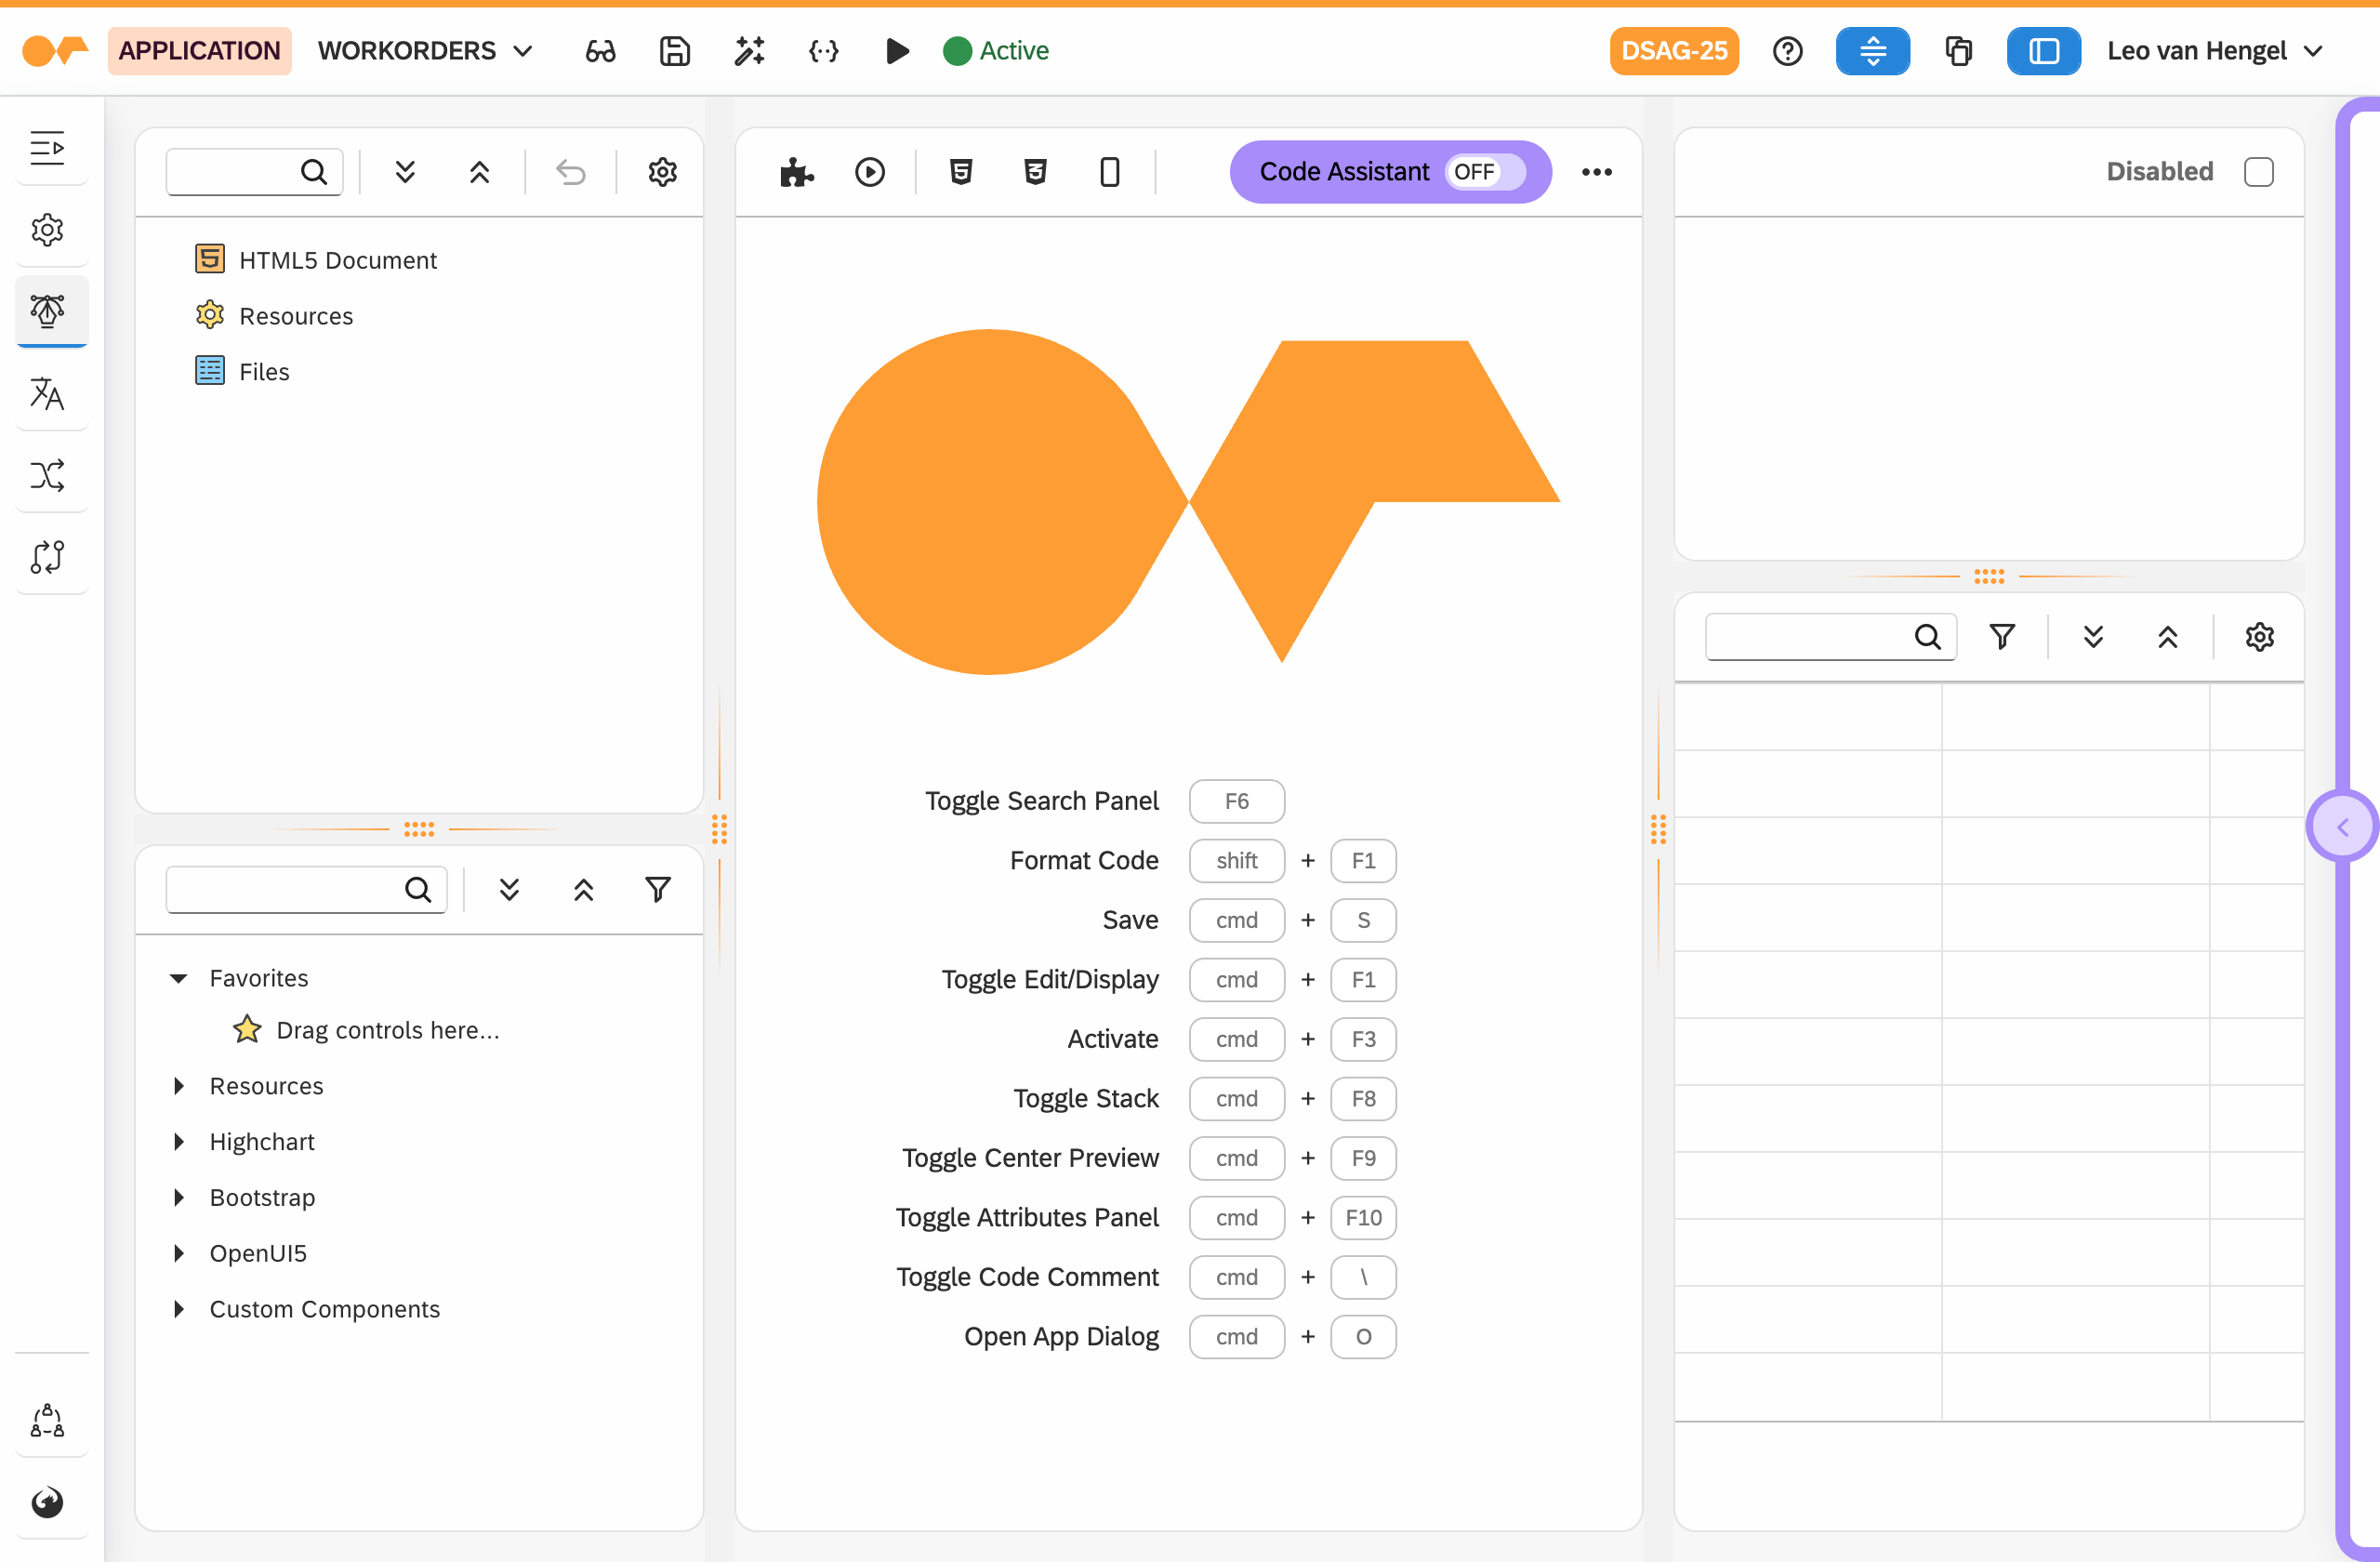 APPLICATION WORKORDERS Active DSAG-25 Leo van Hengel
Code Assistant OFF
Disabled
HTML5 Document
Resources
Files
Favorites
Drag controls here...
Resources
Highchart
Bootstrap
OpenUI5
Custom Components
Toggle Search Panel F6
Format Code shift + F1
Save cmd + S
Toggle Edit/Display cmd + F1
Activate cmd + F3
Toggle Stack cmd + F8
Toggle Center Preview cmd + F9
Toggle Attributes Panel cmd + F10
Toggle Code Comment cmd + \
Open App Dialog cmd + O